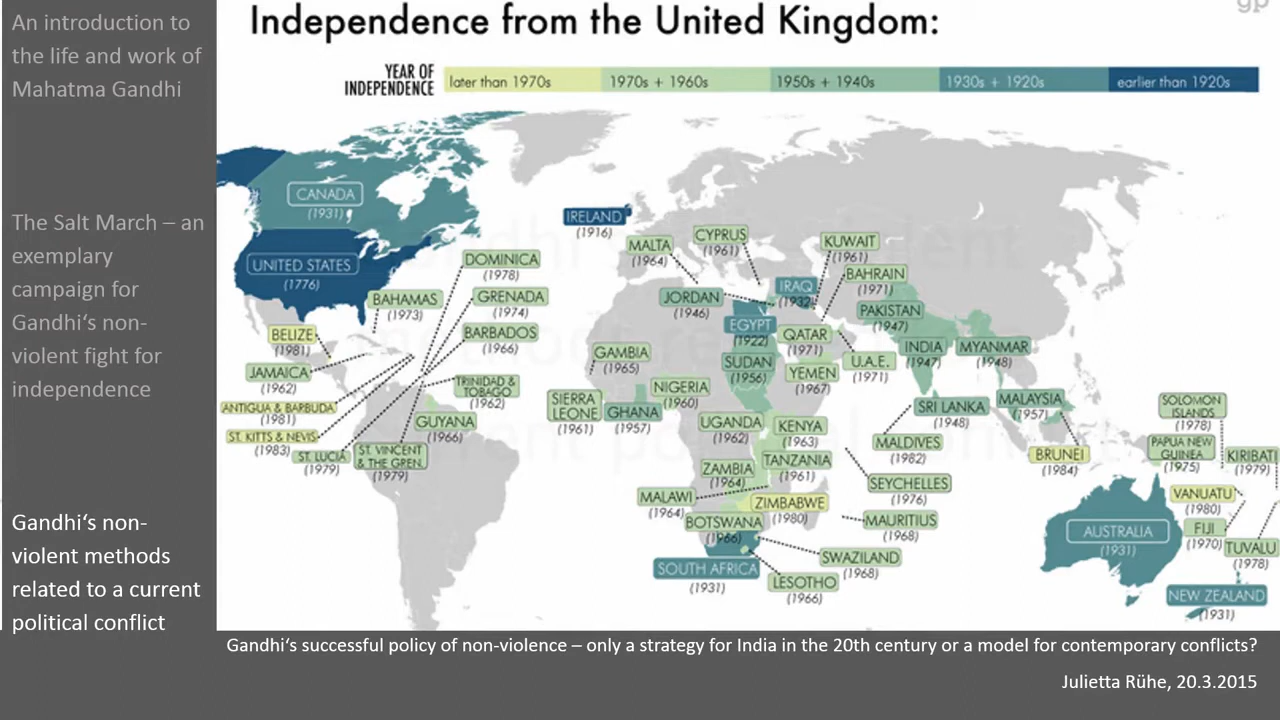 An introduction to
the life and work of
Mahatma Gandhi
The Salt March – an
exemplary
campaign for
Gandhi‘s non-
violent fight for
independence
Gandhi‘s non-
violent methods
related to a current
political conflict
gp
Independence from the United Kingdom:
YEAR OF
INDEPENDENCE
later than 1970s
1970s + 1960s
1950s + 1940s
1930s + 1920s
earlier than 1920s
CANADA
(1931)
UNITED STATES
(1776)
IRELAND
(1916)
MALTA
(1964)
CYPRUS
(1961)
KUWAIT
(1961)
BAHRAIN
(1971)
DOMINICA
(1978)
GRENADA
(1974)
BARBADOS
(1966)
BAHAMAS
(1973)
BELIZE
(1981)
JAMAICA
(1962)
ANTIGUA & BARBUDA
(1981)
ST. KITTS & NEVIS
(1983)
ST. LUCIA
(1979)
ST. VINCENT
& THE GREN.
(1979)
TRINIDAD &
TOBAGO
(1962)
GUYANA
(1966)
JORDAN
(1946)
IRAQ
(1932)
EGYPT
(1922)
QATAR
(1971)
PAKISTAN
(1947)
INDIA
(1947)
MYANMAR
(1948)
SUDAN
(1956)
YEMEN
(1967)
U.A.E.
(1971)
GAMBIA
(1965)
SIERRA
LEONE
(1961)
GHANA
(1957)
NIGERIA
(1960)
UGANDA
(1962)
KENYA
(1963)
TANZANIA
(1961)
ZAMBIA
(1964)
MALAWI
(1964)
ZIMBABWE
(1980)
BOTSWANA
(1966)
SOUTH AFRICA
(1931)
LESOTHO
(1966)
SWAZILAND
(1968)
MAURITIUS
(1968)
SEYCHELLES
(1976)
MALDIVES
(1982)
SRI LANKA
(1948)
MALAYSIA
(1957)
BRUNEI
(1984)
SOLOMON
ISLANDS
(1978)
PAPUA NEW
GUINEA
(1975)
KIRIBATI
(1979)
VANUATU
(1980)
FIJI
(1970)
TUVALU
(1978)
AUSTRALIA
(1931)
NEW ZEALAND
(1931)
Gandhi‘s successful policy of non-violence – only a strategy for India in the 20th century or a model for contemporary conflicts?
Julietta Rühe, 20.3.2015